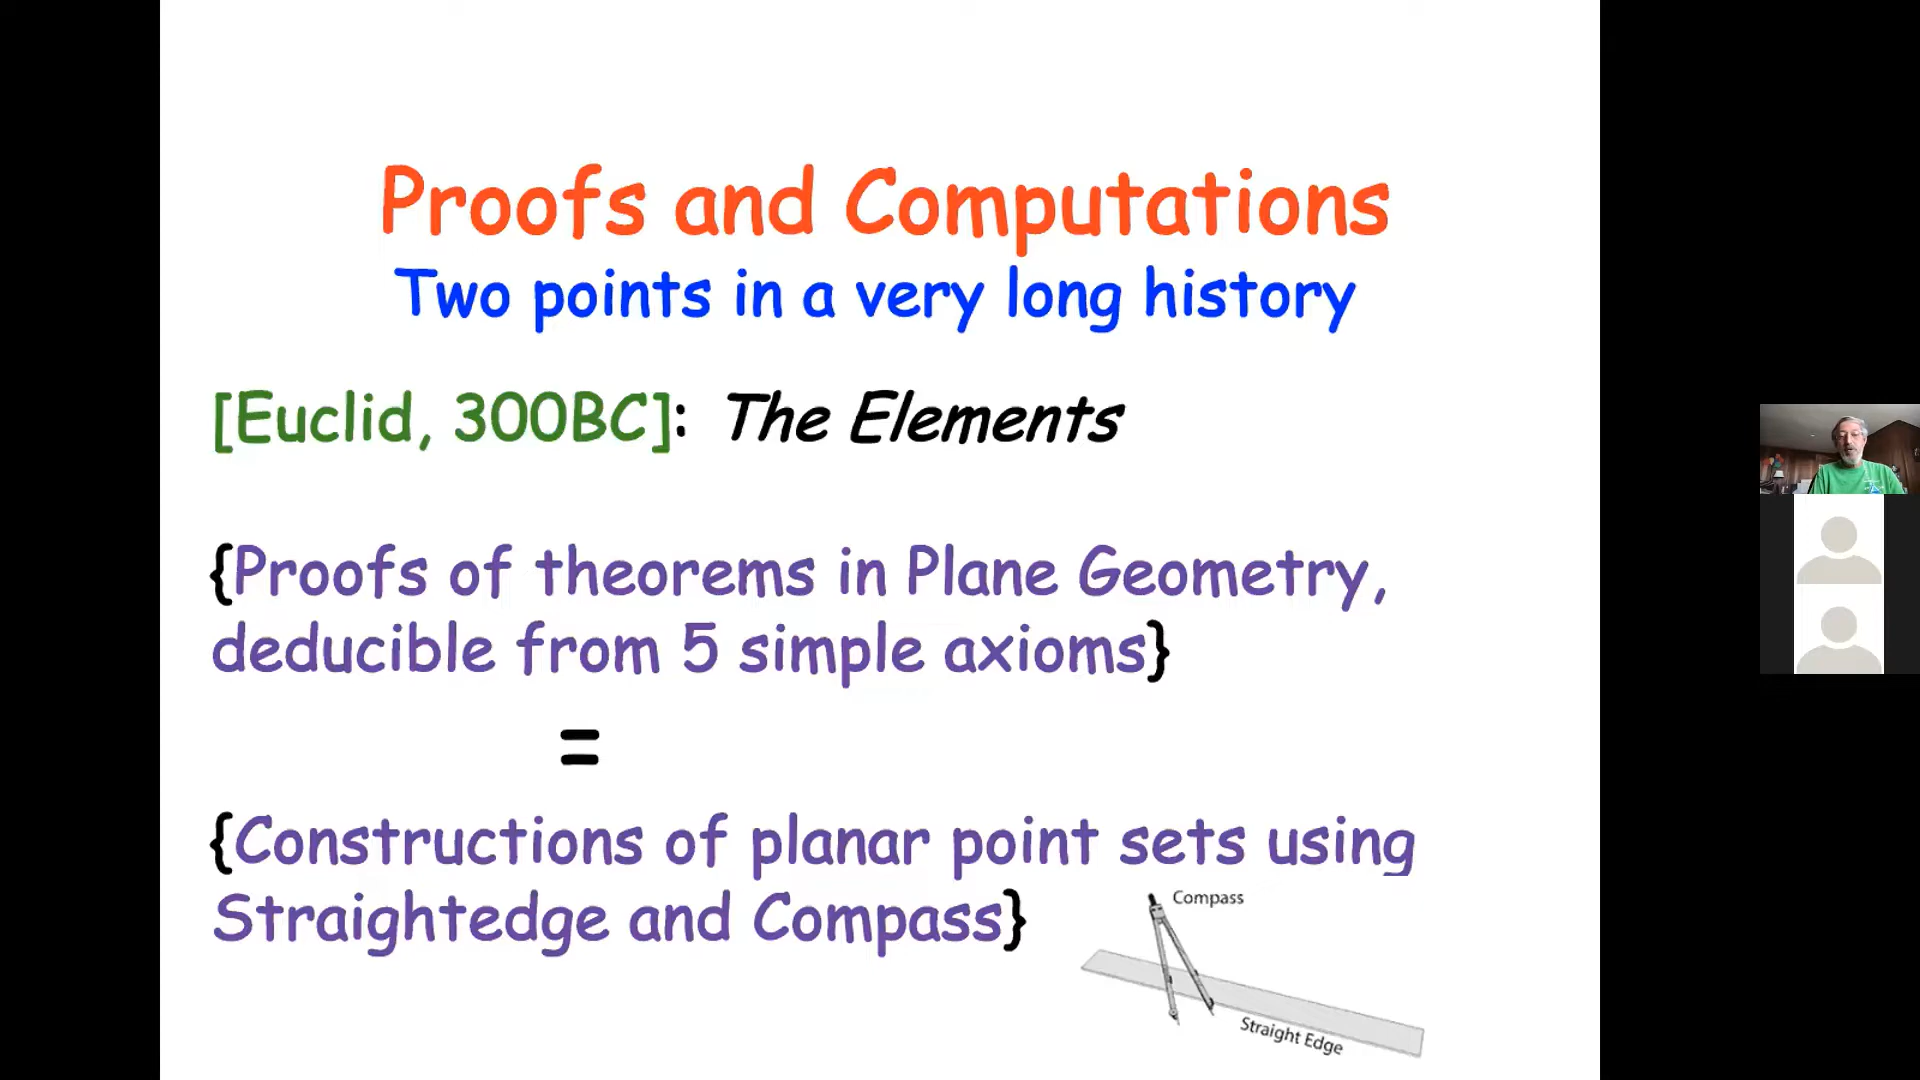 Proofs and Computations
Two points in a very long history
[Euclid, 300BC]: The Elements
{Proofs of theorems in Plane Geometry,
deducible from 5 simple axioms}
=
{Constructions of planar point sets using
Straightedge and Compass}
Compass
Straight Edge